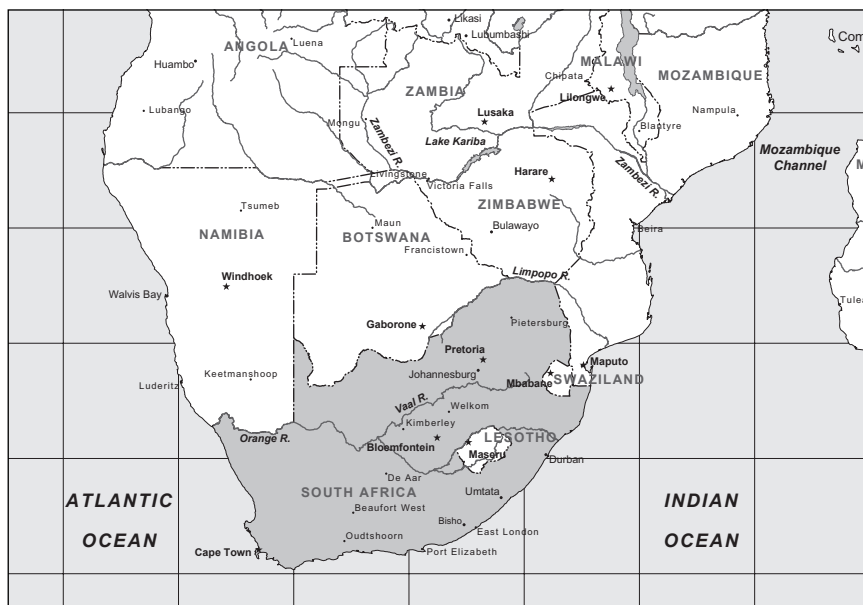 Likasi
Com
ANGOLA
Luena
Lubumbashi
Huambo
MALAWI
Chipata
MOZAMBIQUE
ZAMBIA
Lilongwe
Lubango
Lusaka
Nampula
Mongu
Zambezi R.
Blantyre
Lake Kariba
Mozambique
Channel
M
Livingstone
Harare
Zambezi R.
Victoria Falls
Tsumeb
ZIMBABWE
Maun
NAMIBIA
BOTSWANA
Bulawayo
Beira
Francistown
Windhoek
Limpopo R.
Walvis Bay
Tulea
Gaborone
Pietersburg
Pretoria
Maputo
Keetmanshoop
Johannesburg
Luderitz
Mbabane
SWAZILAND
Vaal R.
Welkom
Kimberley
Orange R.
LESOTHO
Bloemfontein
Maseru
Durban
De Aar
SOUTH AFRICA
Umtata
ATLANTIC
OCEAN
INDIAN
OCEAN
Beaufort West
Bisho
East London
Oudtshoorn
Cape Town
Port Elizabeth